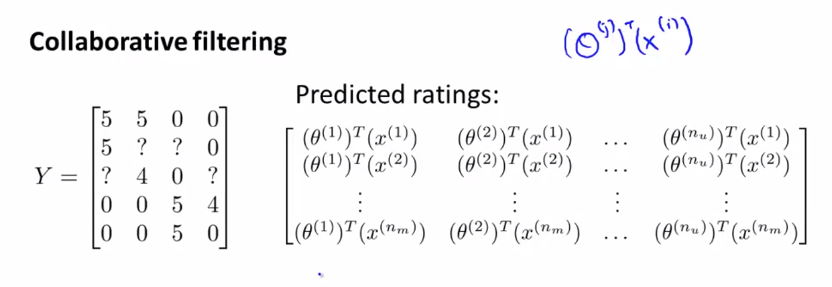 Collaborative filtering
(θ^(j))^T(x^(i))
Predicted ratings:
Y =
5 5 0 0
5 ? ? 0
? 4 0 ?
0 0 5 4
0 0 5 0
(θ^(1))^T(x^(1)) (θ^(2))^T(x^(1)) … (θ^(n_u))^T(x^(1))
(θ^(1))^T(x^(2)) (θ^(2))^T(x^(2)) … (θ^(n_u))^T(x^(2))
⋮ ⋮ ⋮ ⋮
(θ^(1))^T(x^(n_m)) (θ^(2))^T(x^(n_m)) … (θ^(n_u))^T(x^(n_m))